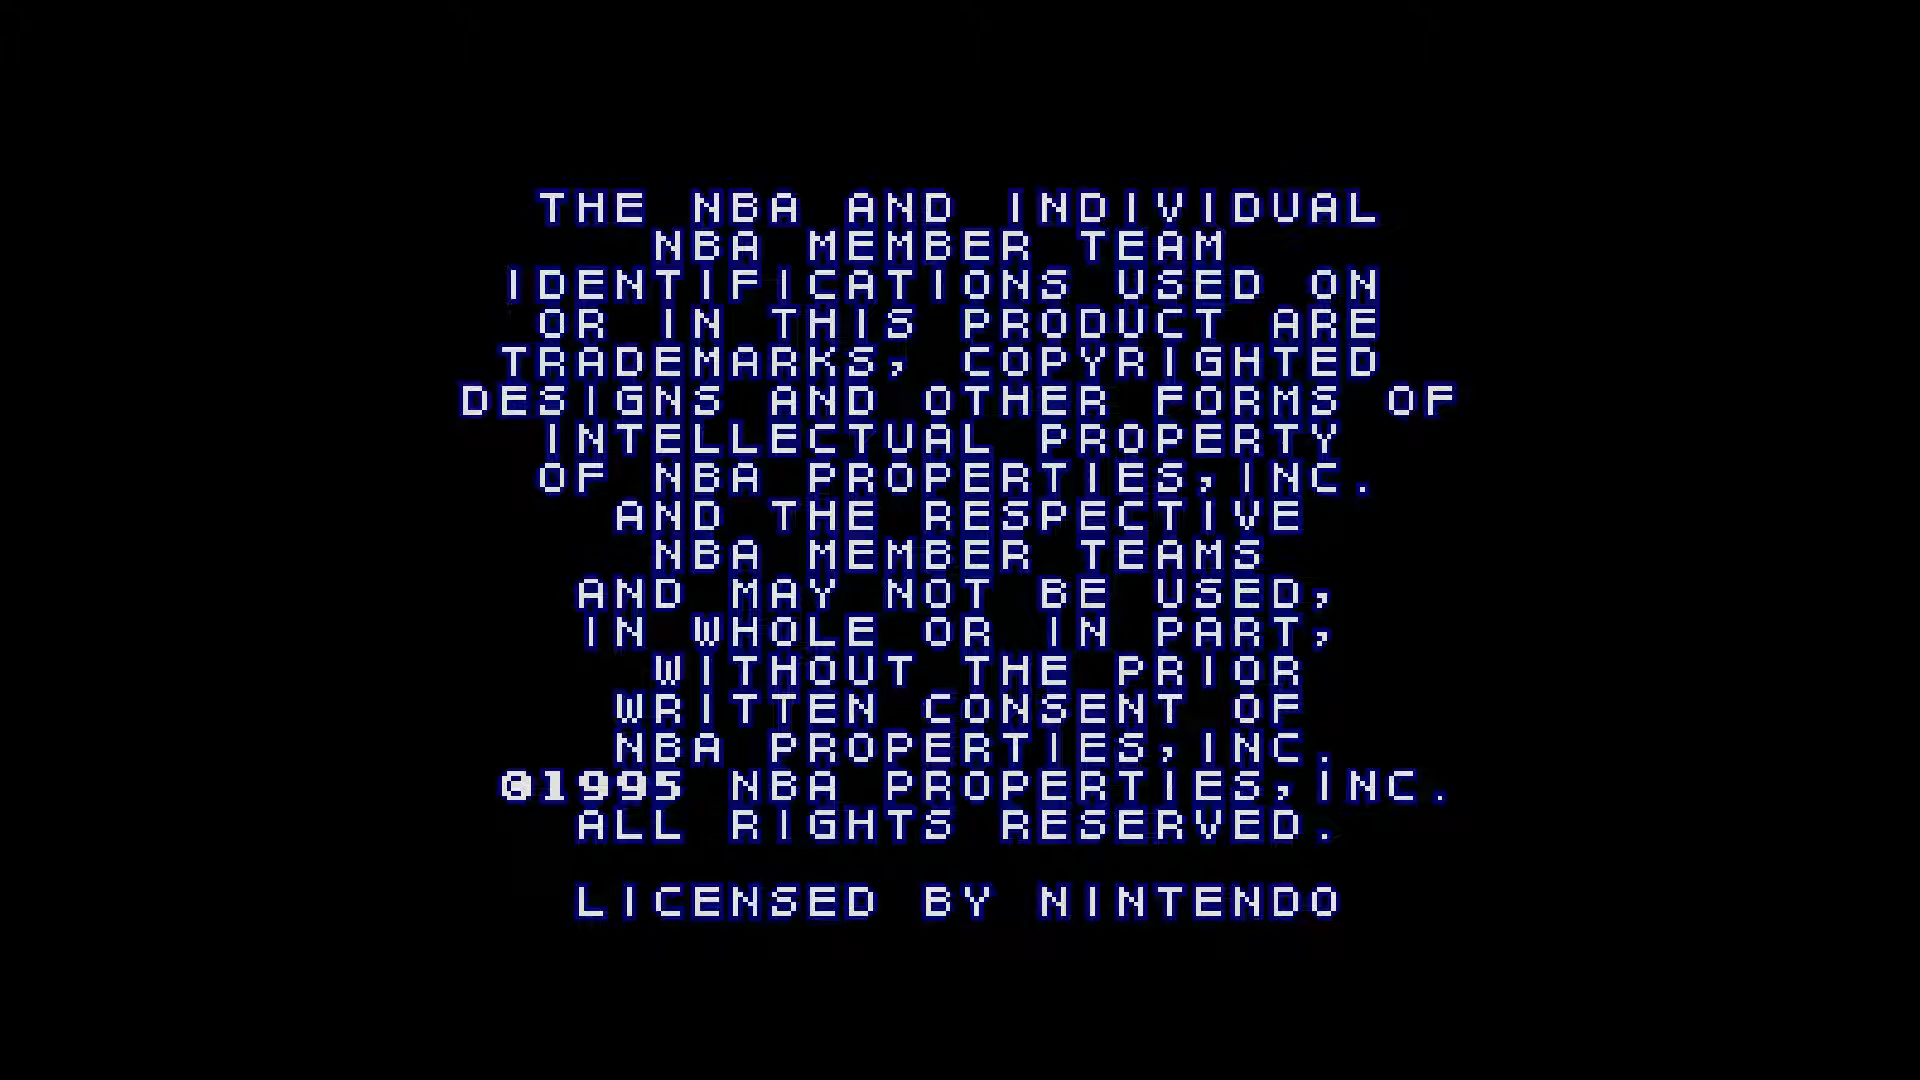 THE NBA AND INDIVIDUAL
NBA MEMBER TEAM
IDENTIFICATIONS USED ON
OR IN THIS PRODUCT ARE
TRADEMARKS, COPYRIGHTED
DESIGNS AND OTHER FORMS OF
INTELLECTUAL PROPERTY
OF NBA PROPERTIES,INC.
AND THE RESPECTIVE
NBA MEMBER TEAMS
AND MAY NOT BE USED,
IN WHOLE OR IN PART,
WITHOUT THE PRIOR
WRITTEN CONSENT OF
NBA PROPERTIES,INC.
©1995 NBA PROPERTIES,INC.
ALL RIGHTS RESERVED.
LICENSED BY NINTENDO